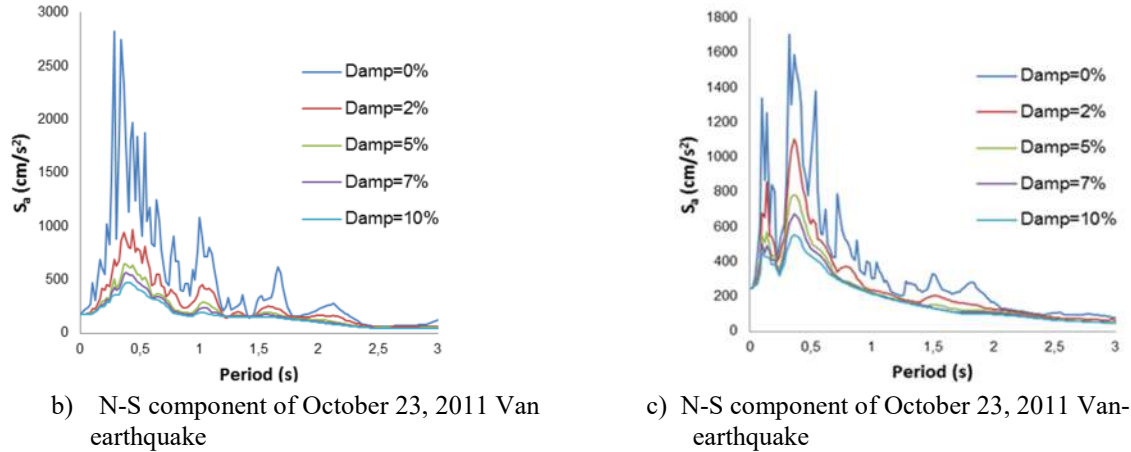 3000
2500
2000
1500
1000
500
0
Sa (cm/s²)
0
0,5
1
1,5
2
2,5
3
Period (s)
Damp=0%
Damp=2%
Damp=5%
Damp=7%
Damp=10%
b) N-S component of October 23, 2011 Van
earthquake
1800
1600
1400
1200
1000
800
600
400
200
0
Sa (cm/s²)
0
0,5
1
1,5
2
2,5
3
Period (s)
Damp=0%
Damp=2%
Damp=5%
Damp=7%
Damp=10%
c) N-S component of October 23, 2011 Van-
earthquake